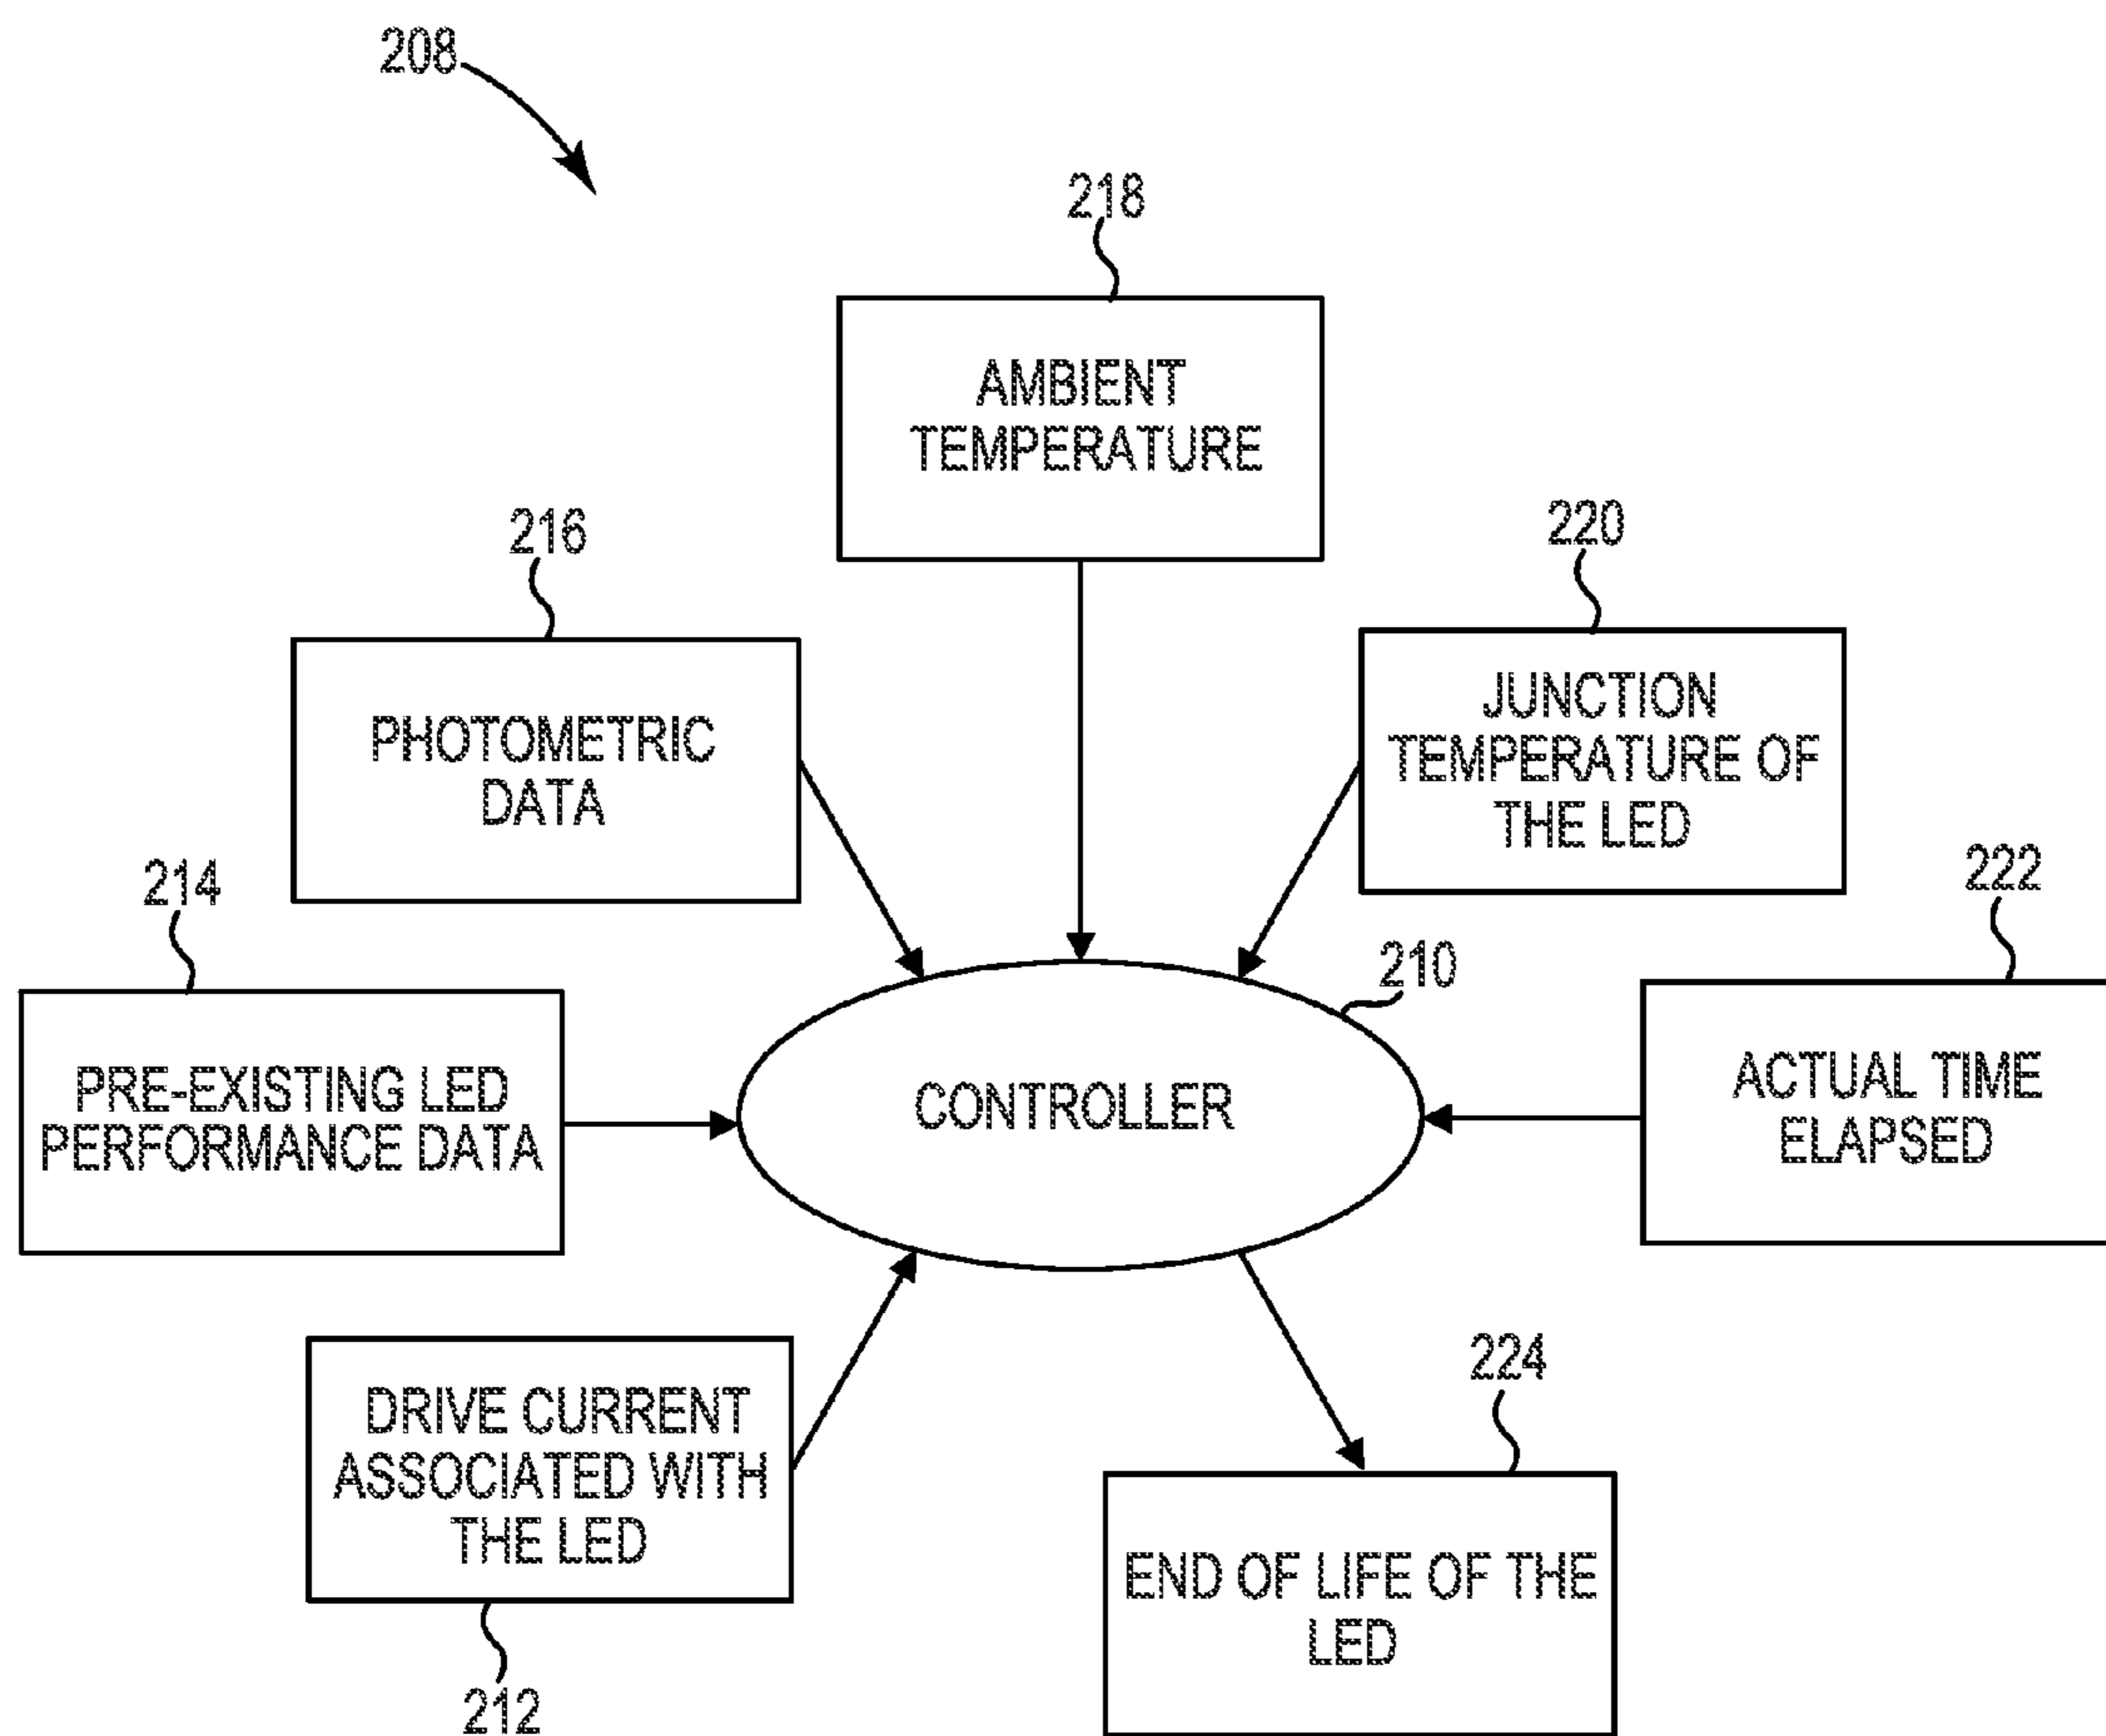 208
218
AMBIENT
TEMPERATURE
216
PHOTOMETRIC
DATA
220
JUNCTION
TEMPERATURE OF
THE LED
214
PRE-EXISTING LED
PERFORMANCE DATA
210
CONTROLLER
222
ACTUAL TIME
ELAPSED
DRIVE CURRENT
ASSOCIATED WITH
THE LED
212
224
END OF LIFE OF THE
LED